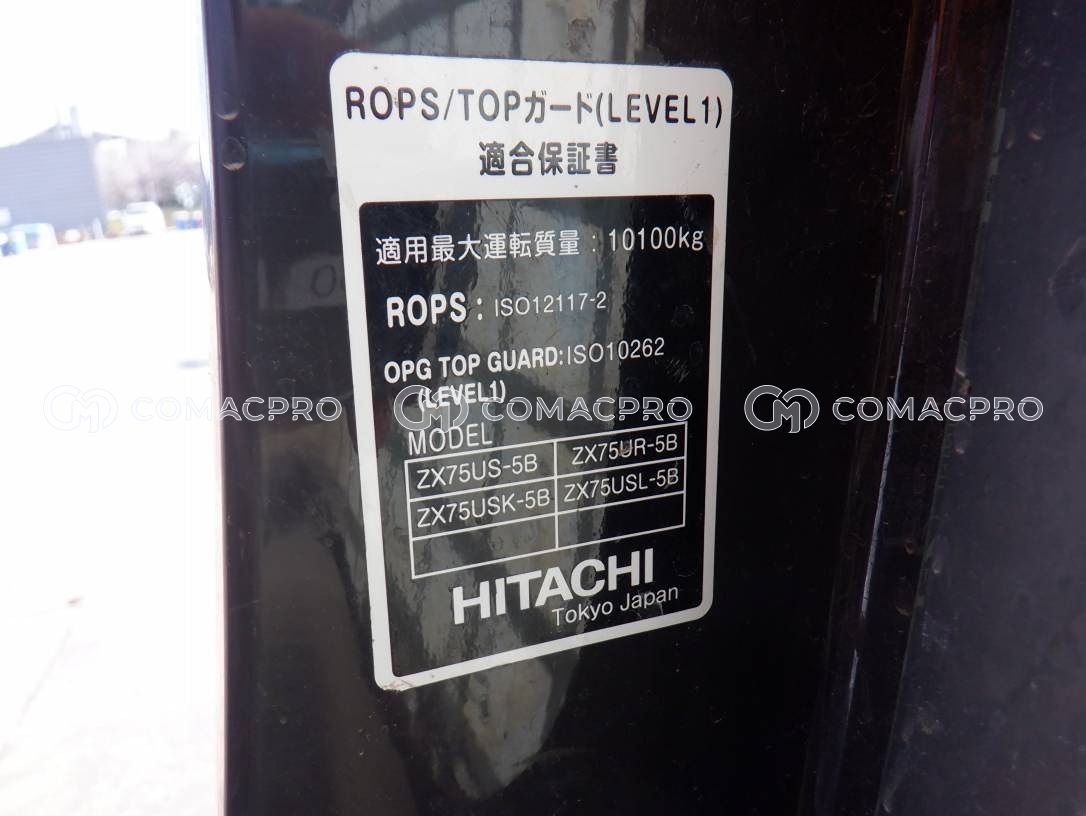 ROPS/TOPガード(LEVEL1)
適合保証書
適用最大運転質量 : 10100kg
ROPS : ISO12117-2
OPG TOP GUARD:ISO10262
(LEVEL1)
COMACPRO COMACPRO COMACPRO
MODEL
ZX75US-5B ZX75UR-5B
ZX75USK-5B ZX75USL-5B
HITACHI
Tokyo Japan